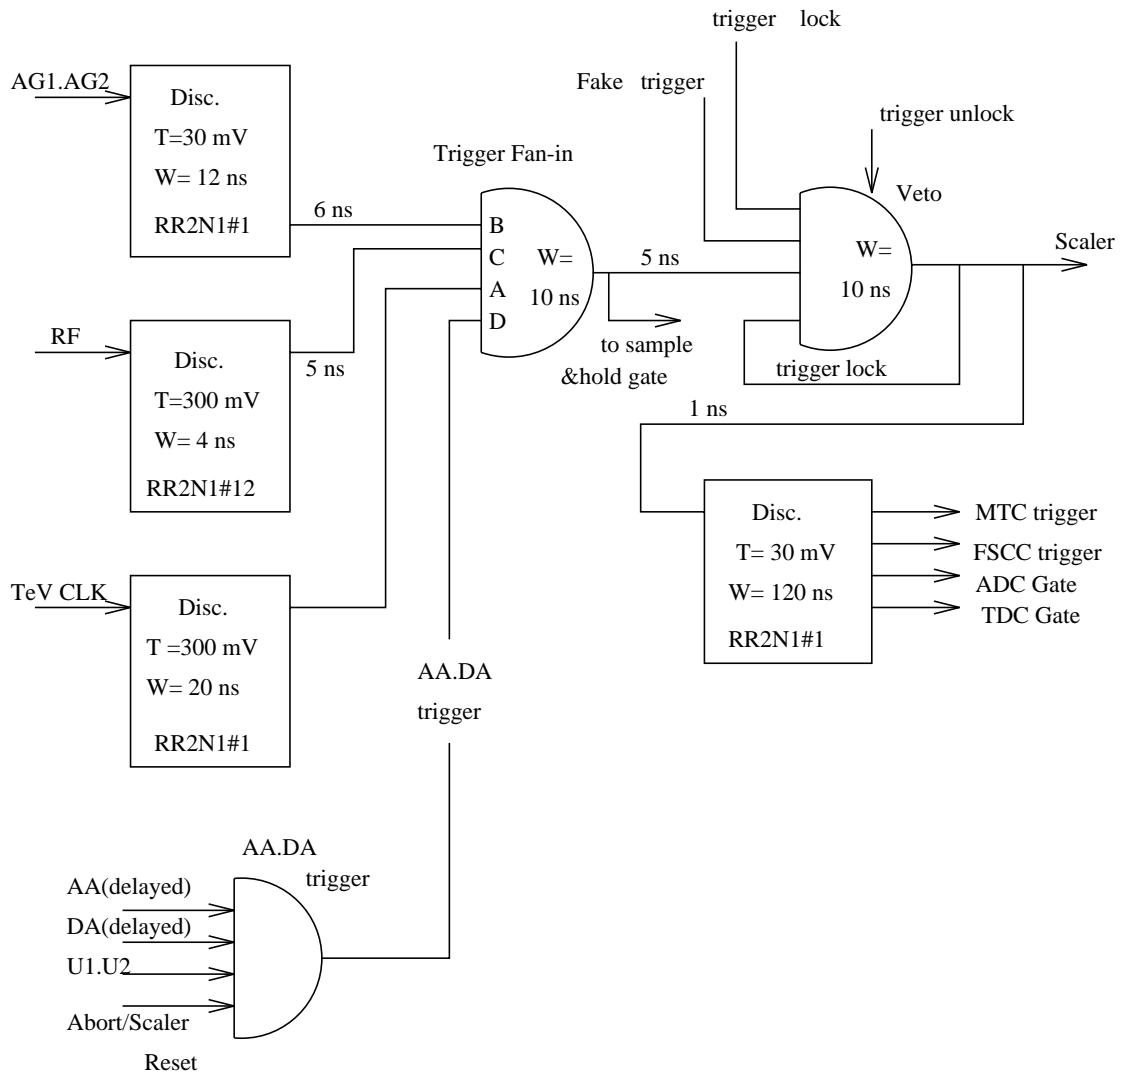 trigger lock
Fake trigger
trigger unlock
Veto
AG1.AG2
Disc.
T=30 mV
W= 12 ns
RR2N1#1
6 ns
Trigger Fan-in
B
C
A
D
W=
10 ns
5 ns
to sample
&hold gate
W=
10 ns
Scaler
trigger lock
1 ns
RF
Disc.
T=300 mV
W= 4 ns
RR2N1#12
5 ns
Disc.
T= 30 mV
W= 120 ns
RR2N1#1
MTC trigger
FSCC trigger
ADC Gate
TDC Gate
TeV CLK
Disc.
T =300 mV
W= 20 ns
RR2N1#1
AA.DA
trigger
AA.DA
trigger
AA(delayed)
DA(delayed)
U1.U2
Abort/Scaler
Reset